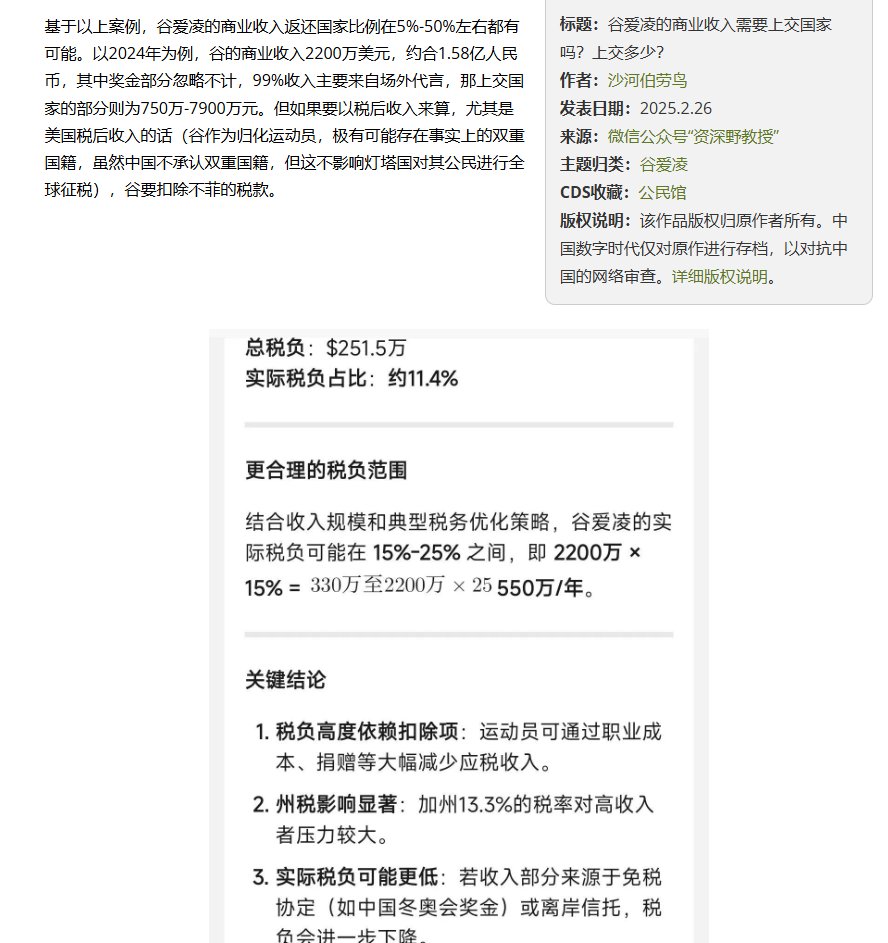 基于以上案例，谷爱凌的商业收入返还国家比例在5%-50%左右都有
可能。以2024年为例，谷的商业收入2200万美元，约合1.58亿人民
币，其中奖金部分忽略不计，99%收入主要来自场外代言，那上交国
家的部分则为750万-7900万元。但如果要以税后收入来算，尤其是
美国税后收入的话（谷作为归化运动员，极有可能存在事实上的双重
国籍，虽然中国不承认双重国籍，但这不影响灯塔国对其公民进行全
球征税），谷要扣除不菲的税款。
标题：谷爱凌的商业收入需要上交国家
吗？上交多少？
作者：沙河伯劳鸟
发表日期：2025.2.26
来源：微信公众号“资深野教授”
主题归类：谷爱凌
CDS收藏：公民馆
版权说明：该作品版权归原作者所有。中
国数字时代仅对原作进行存档，以对抗中
国的网络审查。详细版权说明。
总税负：$251.5万
实际税负占比：约11.4%
更合理的税负范围
结合收入规模和典型税务优化策略，谷爱凌的实
际税负可能在 15%-25% 之间，即 2200万 ×
15% = 330万至2200万 × 25 550万/年。
关键结论
1. 税负高度依赖扣除项：运动员可通过职业成
本、捐赠等大幅减少应税收入。
2. 州税影响显著：加州13.3%的税率对高收入
者压力较大。
3. 实际税负可能更低：若收入部分来源于免税
协定（如中国冬奥会奖金）或离岸信托，税
负会进一步下降。